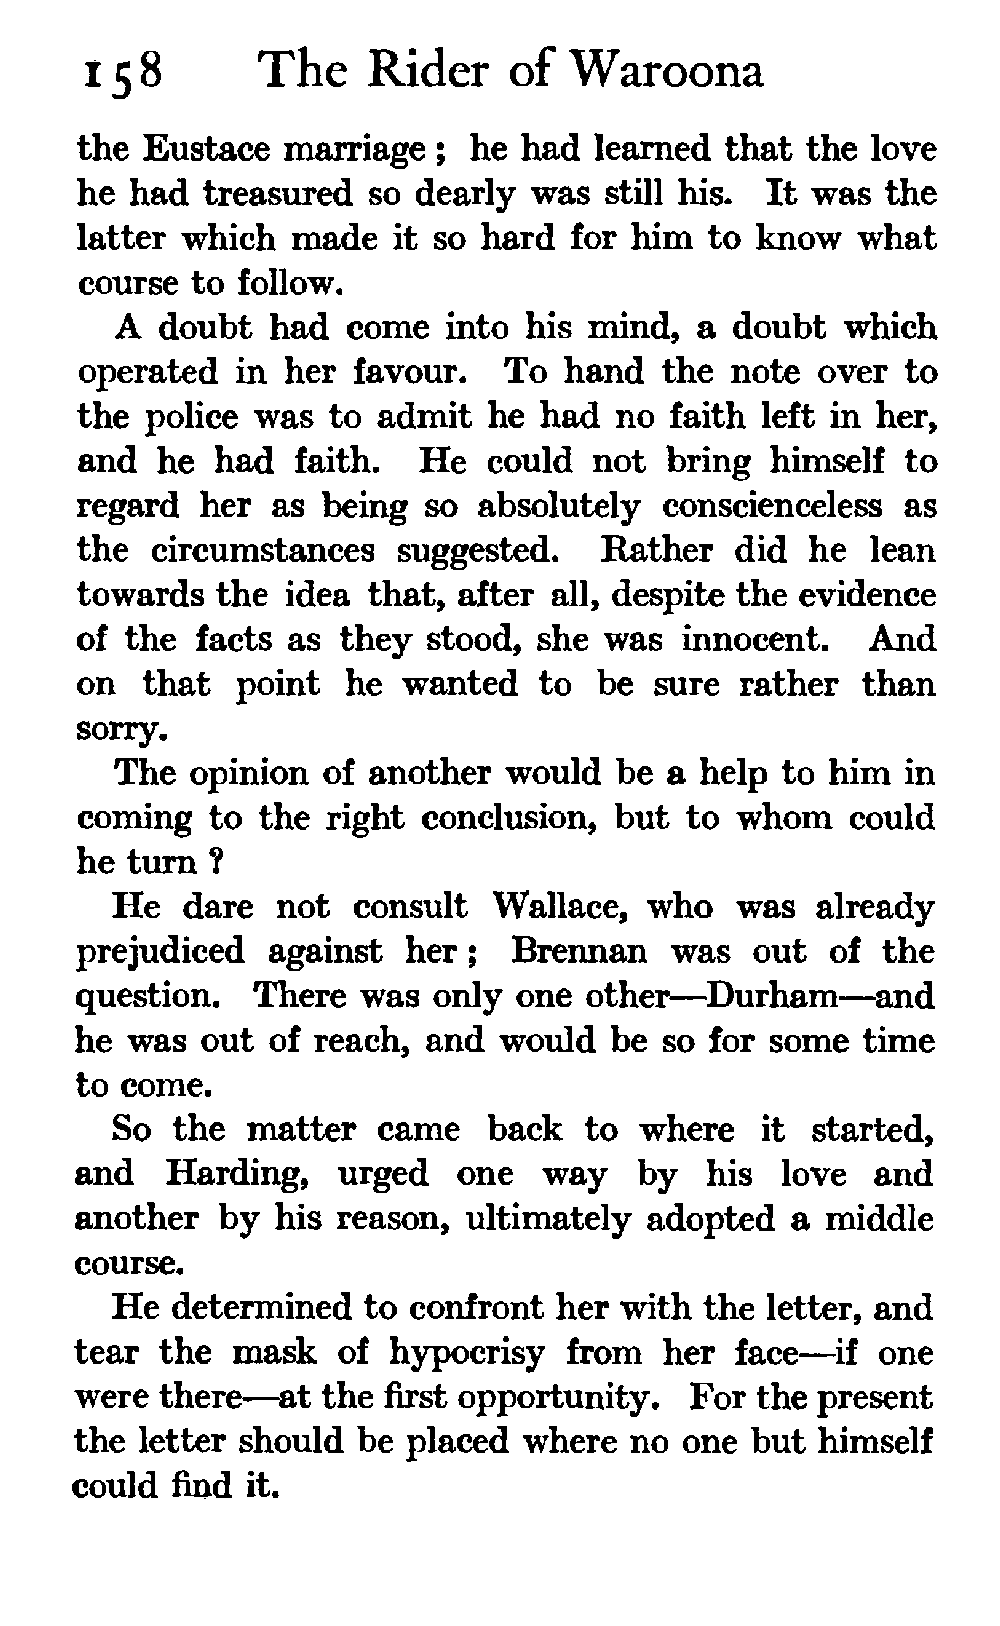 158 The Rider of Waroona
the Eustace marriage ; he had learned that the love
he had treasured so dearly was still his. It was the
latter which made it so hard for him to know what
course to follow.
A doubt had come into his mind, a doubt which
operated in her favour. To hand the note over to
the police was to admit he had no faith left in her,
and he had faith. He could not bring himself to
regard her as being so absolutely conscienceless as
the circumstances suggested. Rather did he lean
towards the idea that, after all, despite the evidence
of the facts as they stood, she was innocent. And
on that point he wanted to be sure rather than
sorry.
The opinion of another would be a help to him in
coming to the right conclusion, but to whom could
he turn ?
He dare not consult Wallace, who was already
prejudiced against her ; Brennan was out of the
question. There was only one other—Durham—and
he was out of reach, and would be so for some time
to come.
So the matter came back to where it started,
and Harding, urged one way by his love and
another by his reason, ultimately adopted a middle
course.
He determined to confront her with the letter, and
tear the mask of hypocrisy from her face—if one
were there—at the first opportunity. For the present
the letter should be placed where no one but himself
could find it.